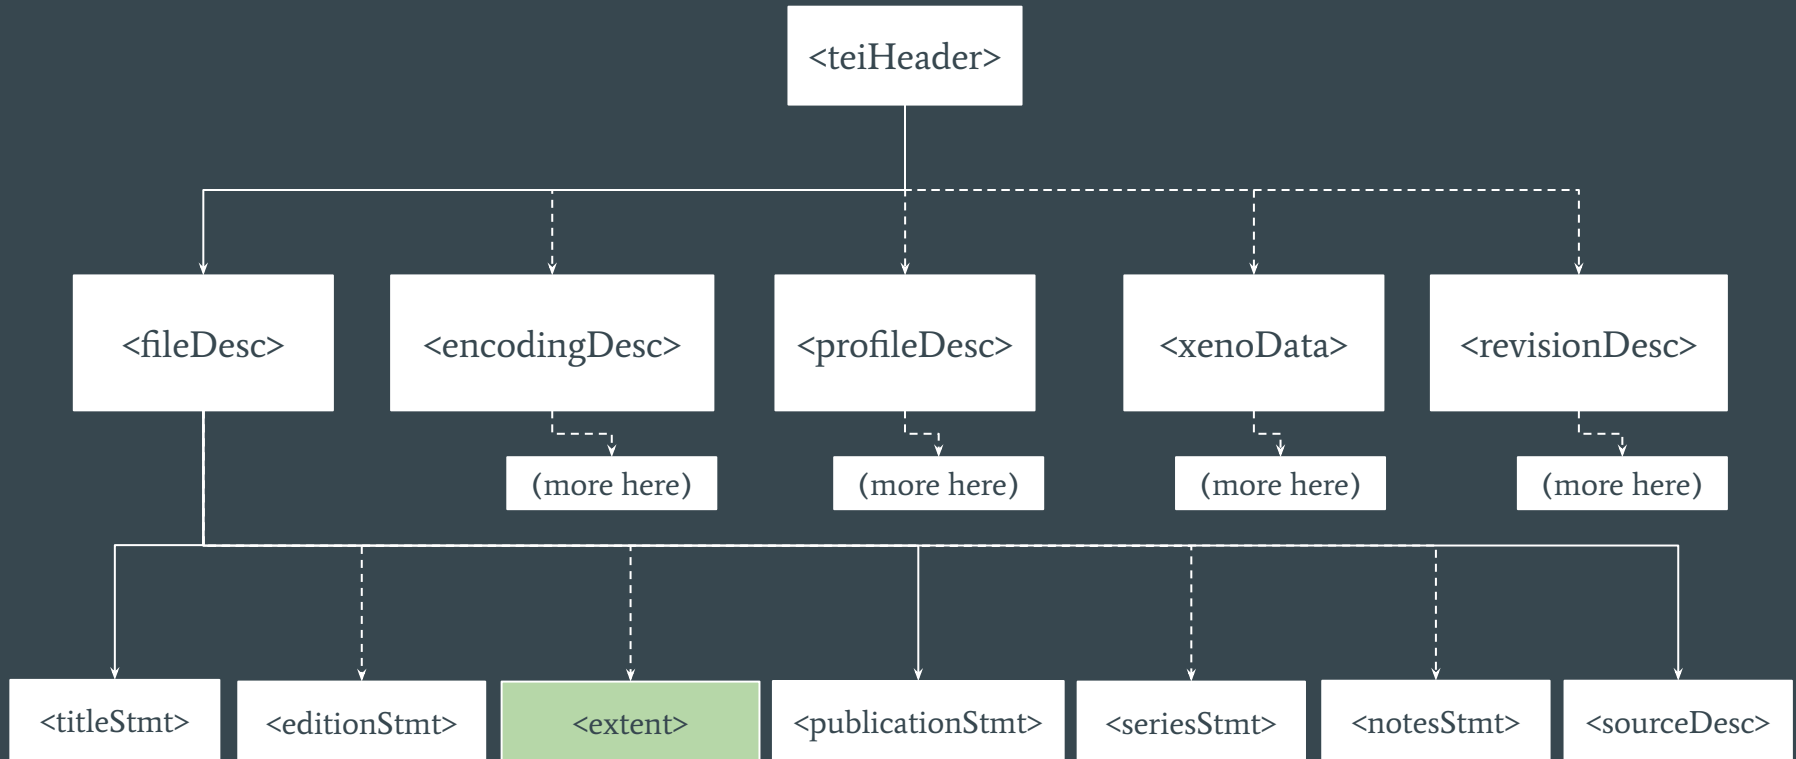 <teiHeader>
<fileDesc>
<encodingDesc>
<profileDesc>
<xenoData>
<revisionDesc>
(more here)
(more here)
(more here)
(more here)
<titleStmt>
<editionStmt>
<extent>
<publicationStmt>
<seriesStmt>
<notesStmt>
<sourceDesc>